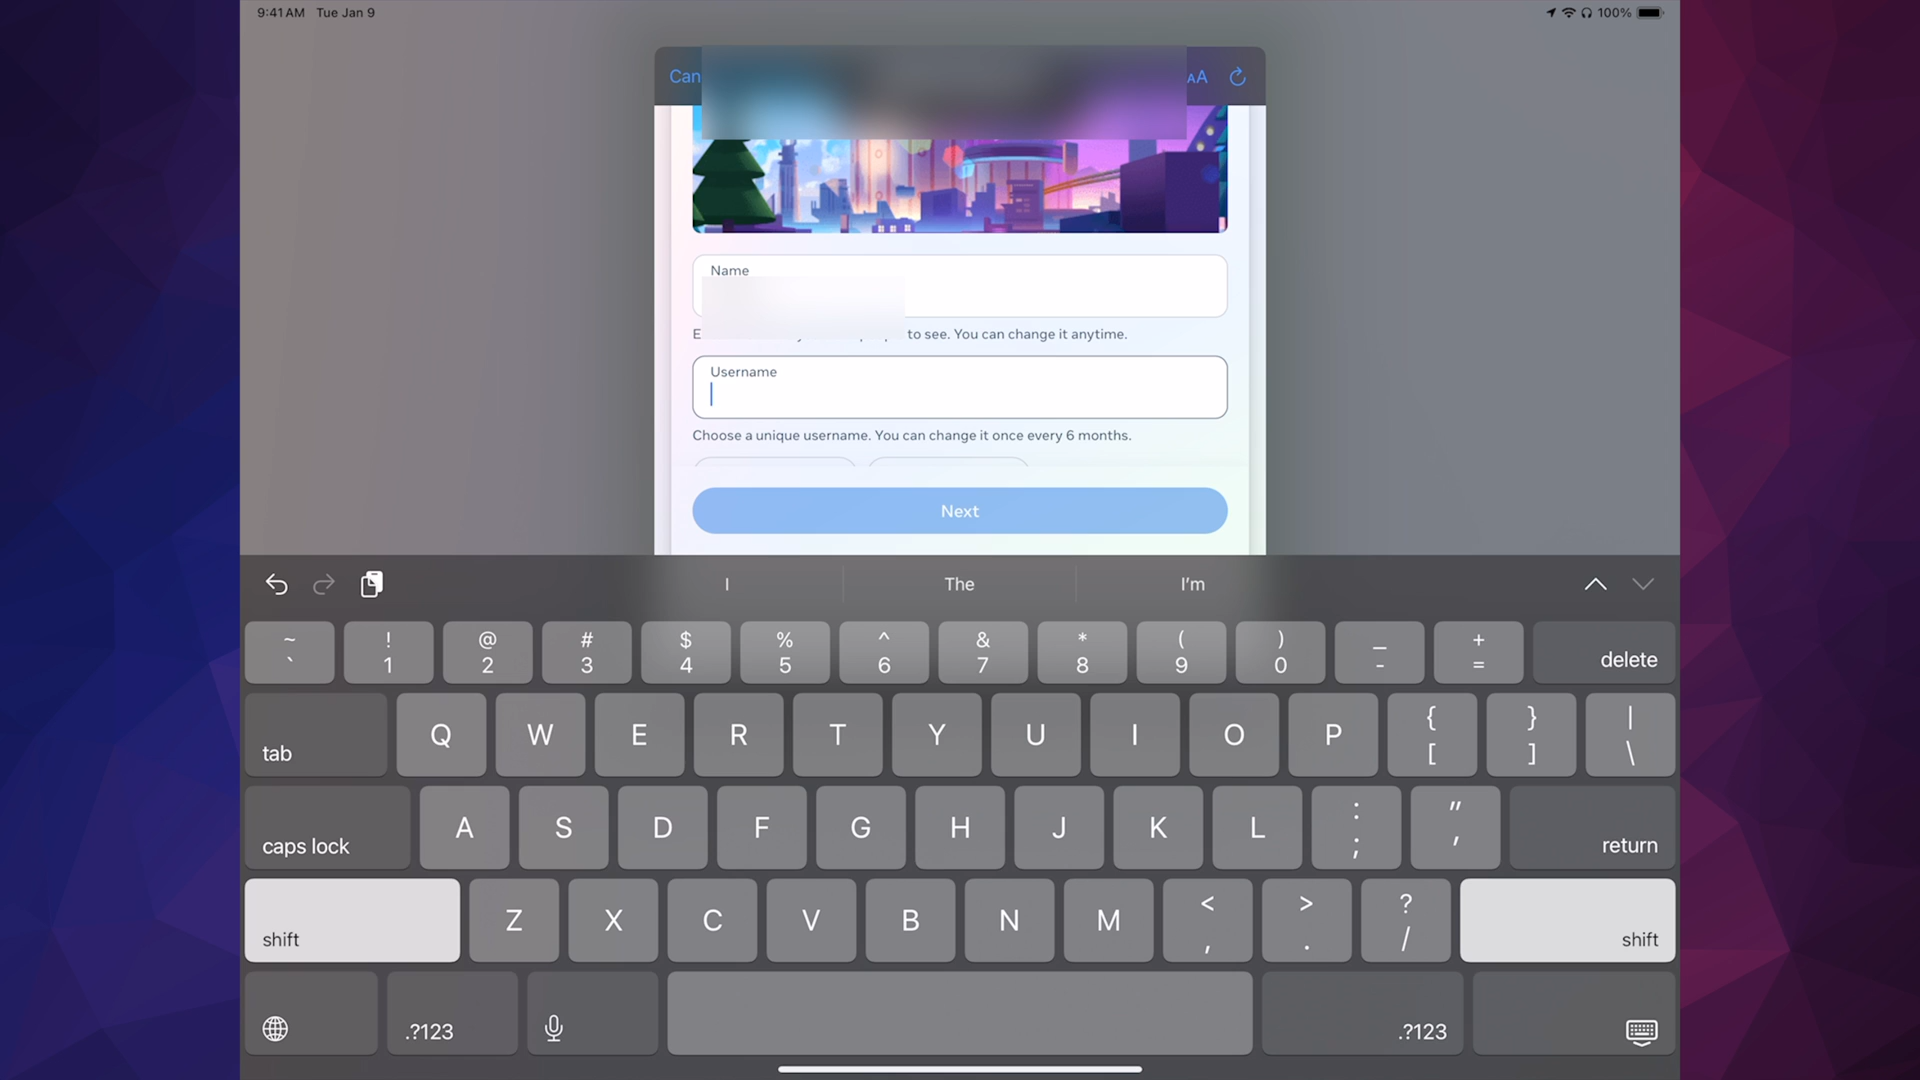 9:41 AM Tue Jan 9
100%
Can
AA
Name
to see. You can change it anytime.
Username
Choose a unique username. You can change it once every 6 months.
Next
I The I'm
~ ! @ # $ % ^ & * ( ) _ +
` 1 2 3 4 5 6 7 8 9 0 - = delete
tab Q W E R T Y U I O P { [ } ] | \
caps lock A S D F G H J K L : ; " ' return
shift Z X C V B N M < , > . ? / shift
.?123 .?123